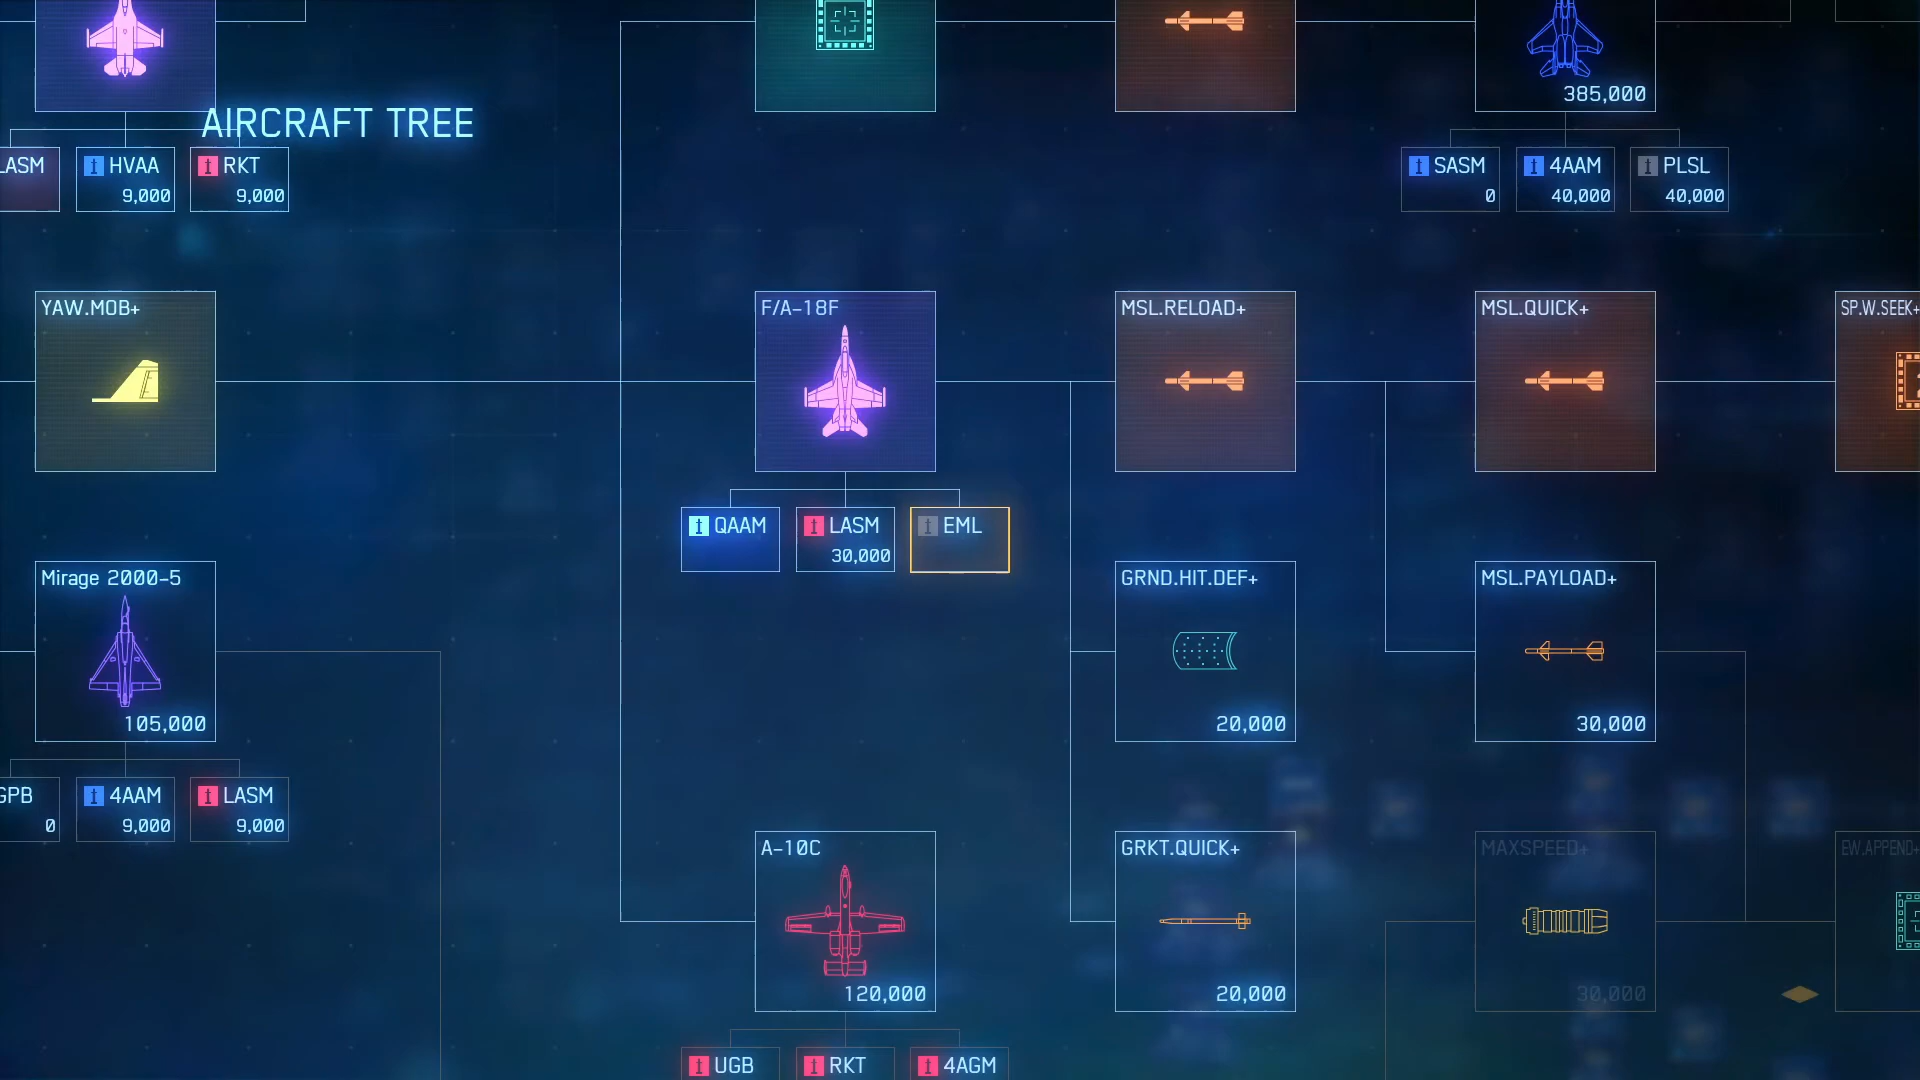 385,000
AIRCRAFT TREE
LASM
HVAA
9,000
RKT
9,000
SASM
0
4AAM
40,000
PLSL
40,000
YAW.MOB+
F/A-18F
MSL.RELOAD+
MSL.QUICK+
SP.W.SEEK+
QAAM
LASM
30,000
EML
Mirage 2000-5
105,000
GRND.HIT.DEF+
20,000
MSL.PAYLOAD+
30,000
GPB
0
4AAM
9,000
LASM
9,000
A-10C
120,000
GRKT.QUICK+
20,000
MAXSPEED+
30,000
EW.APPEND+
UGB
RKT
4AGM